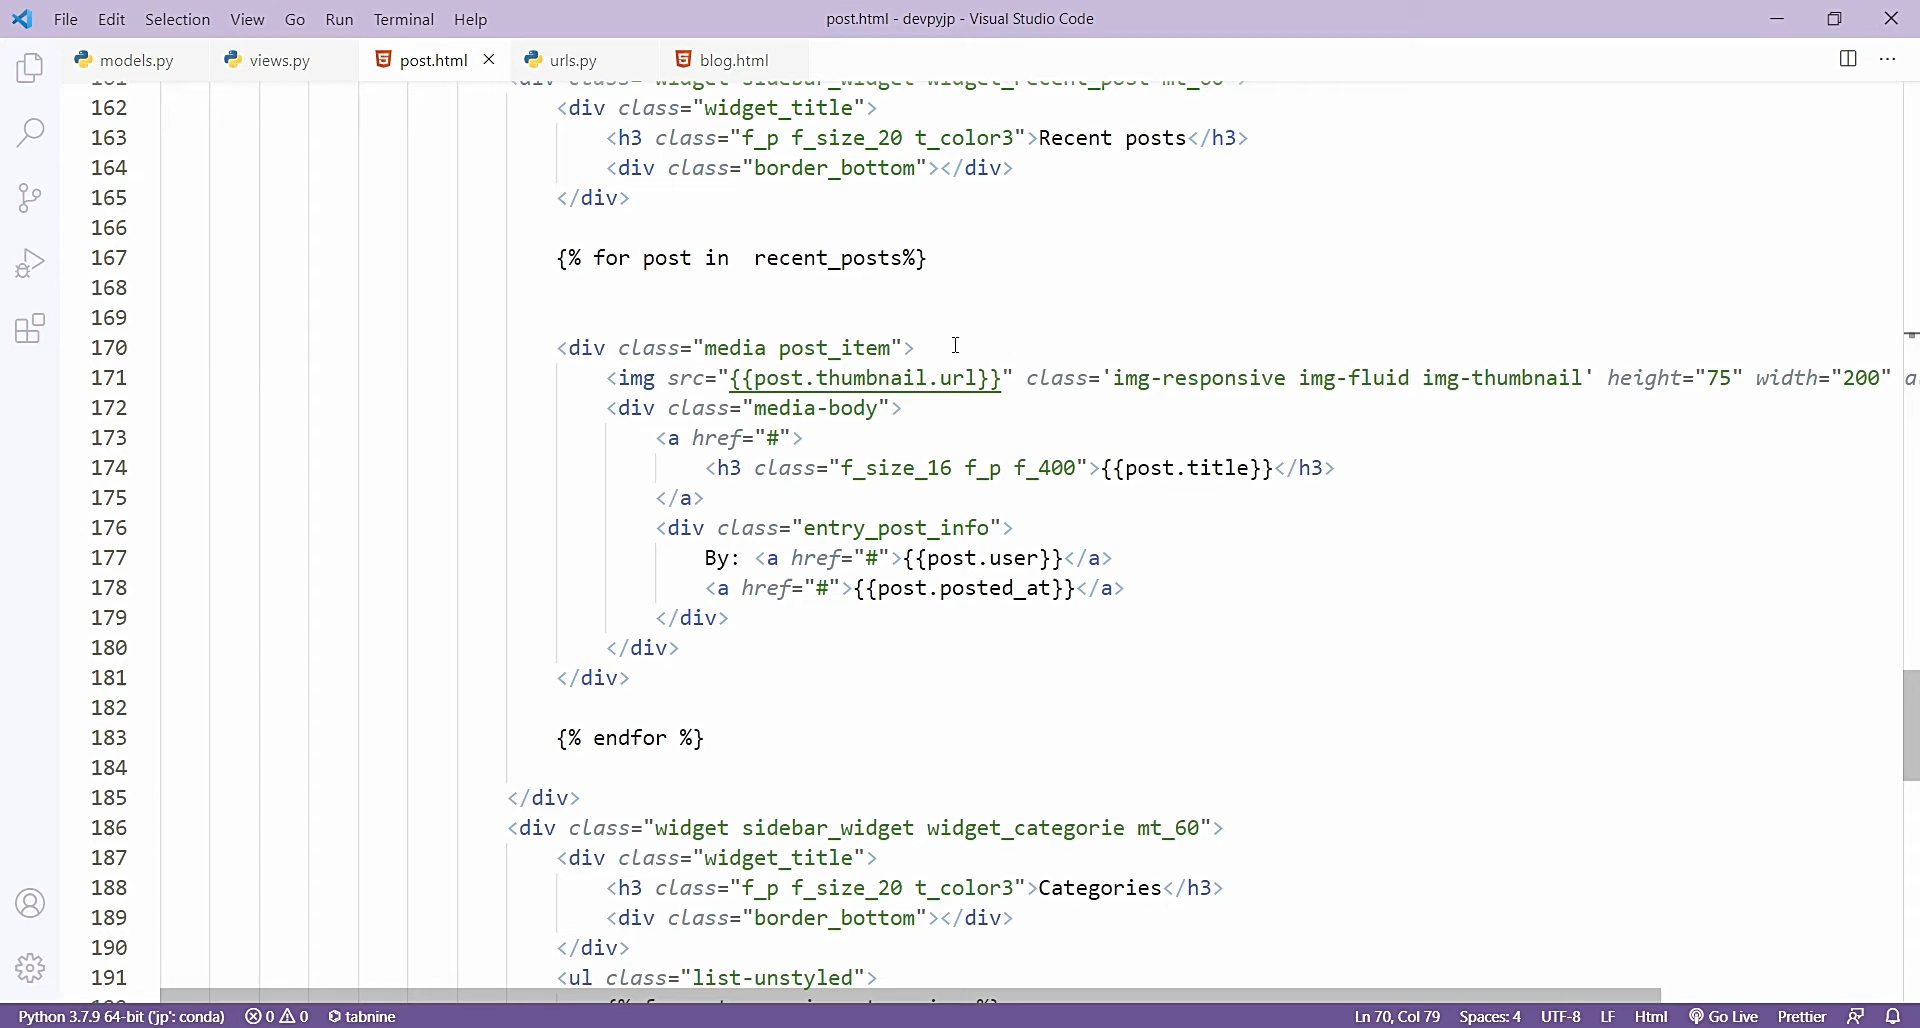 File Edit Selection View Go Run Terminal Help post.html - devpyjp - Visual Studio Code
models.py views.py post.html urls.py blog.html
<div class="widget sidebar_widget widget_recent_post mt_60">
162 <div class="widget_title">
163 <h3 class="f_p f_size_20 t_color3">Recent posts</h3>
164 <div class="border_bottom"></div>
165 </div>
166
167 {% for post in  recent_posts%}
168
169
170 <div class="media post_item">
171 <img src="{{post.thumbnail.url}}" class='img-responsive img-fluid img-thumbnail' height="75" width="200" a
172 <div class="media-body">
173 <a href="#">
174 <h3 class="f_size_16 f_p f_400">{{post.title}}</h3>
175 </a>
176 <div class="entry_post_info">
177 By: <a href="#">{{post.user}}</a>
178 <a href="#">{{post.posted_at}}</a>
179 </div>
180 </div>
181 </div>
182
183 {% endfor %}
184
185 </div>
186 <div class="widget sidebar_widget widget_categorie mt_60">
187 <div class="widget_title">
188 <h3 class="f_p f_size_20 t_color3">Categories</h3>
189 <div class="border_bottom"></div>
190 </div>
191 <ul class="list-unstyled">
Python 3.7.9 64-bit ('jp': conda) 0 0 tabnine Ln 70, Col 79 Spaces: 4 UTF-8 LF Html Go Live Prettier